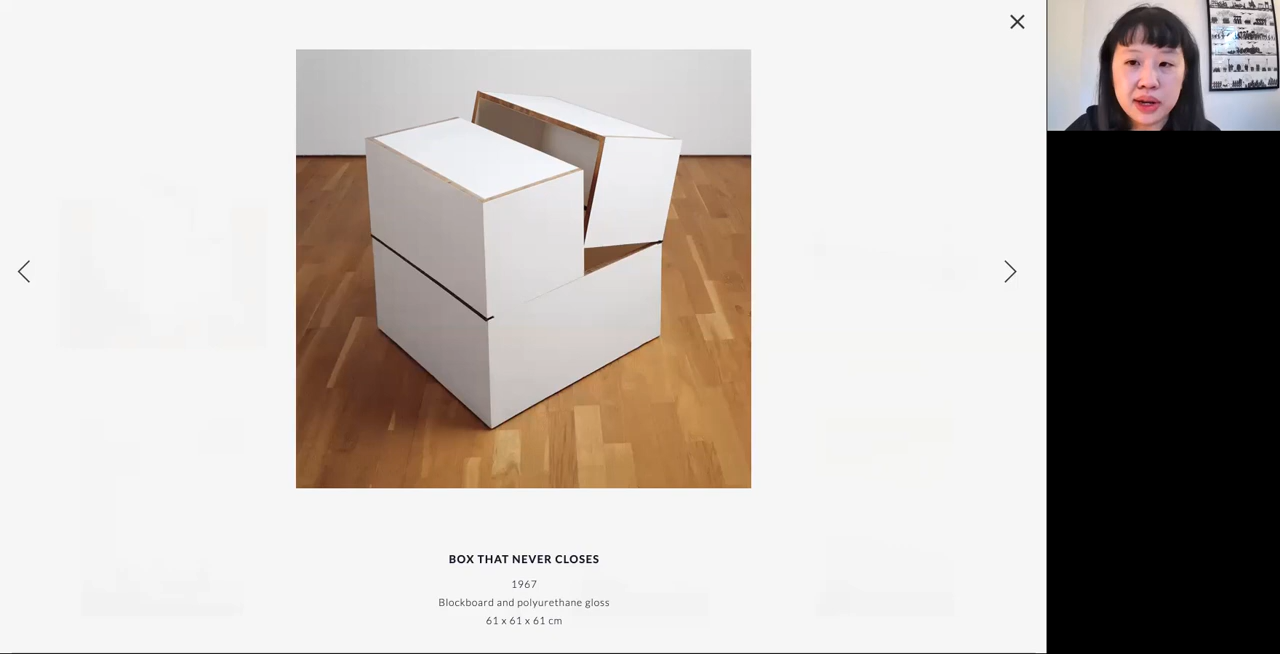 BOX THAT NEVER CLOSES
1967
Blockboard and polyurethane gloss
61 x 61 x 61 cm